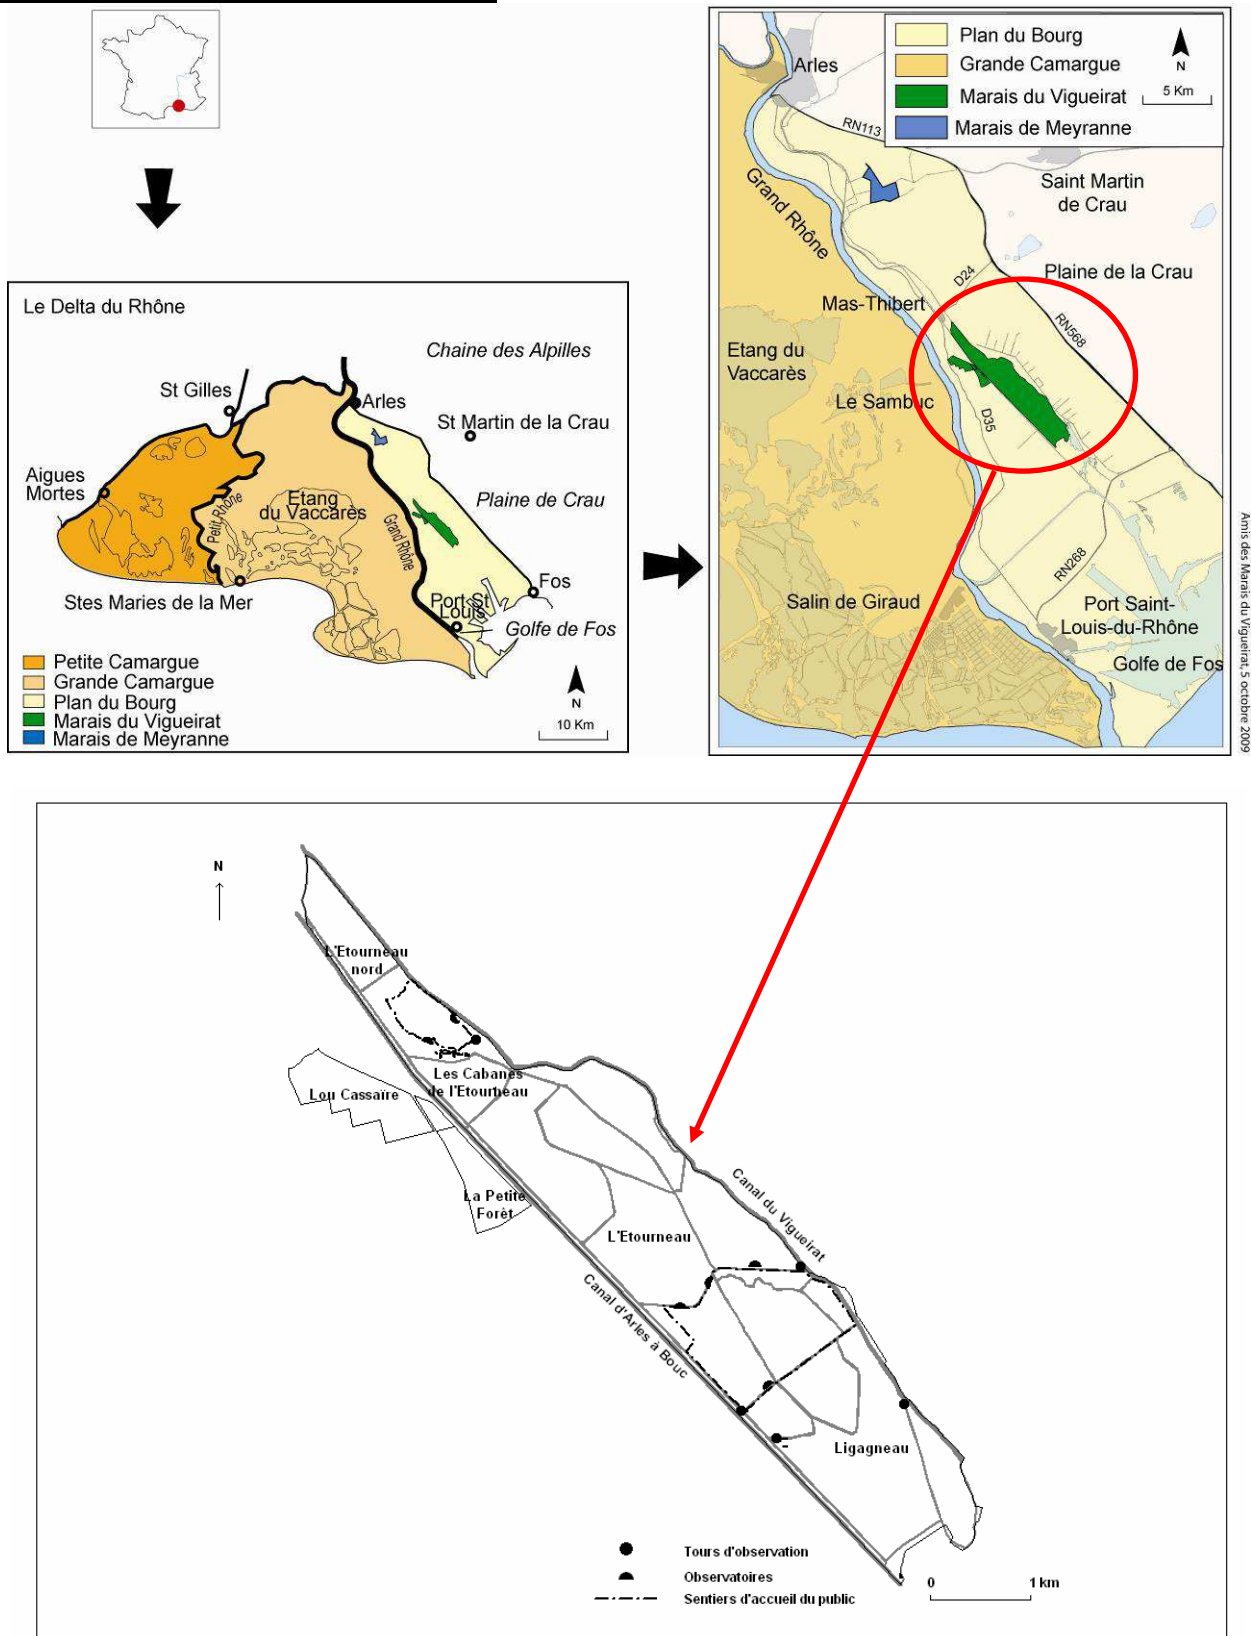 Le Delta du Rhône
Chaine des Alpilles
St Gilles
Arles
St Martin de la Crau
Aigues
Mortes
Etang
du Vaccarès
Plaine de Crau
Petit Rhône
Grand Rhône
Fos
Stes Maries de la Mer
Port St
Louis
Golfe de Fos
Petite Camargue
Grande Camargue
Plan du Bourg
Marais du Vigueirat
Marais de Meyranne
N
10 Km
Plan du Bourg
Grande Camargue
Marais du Vigueirat
Marais de Meyranne
N
5 Km
Arles
RN113
Grand Rhône
Saint Martin
de Crau
D24
Plaine de la Crau
Mas-Thibert
RN568
Etang du
Vaccarès
Le Sambuc
D35
RN268
Salin de Giraud
Port Saint-
Louis-du-Rhône
Golfe de Fos
Amis des Marais du Vigueirat, 5 octobre 2009
N
L'Etourneau
nord
Les Cabanes
de l'Etourneau
Lou Cassaïre
La Petite
Forèt
Canal du Vigueirat
L'Etourneau
Canal d'Arles à Bouc
Ligagneau
Tours d'observation
Observatoires
Sentiers d'accueil du public
0 1 km